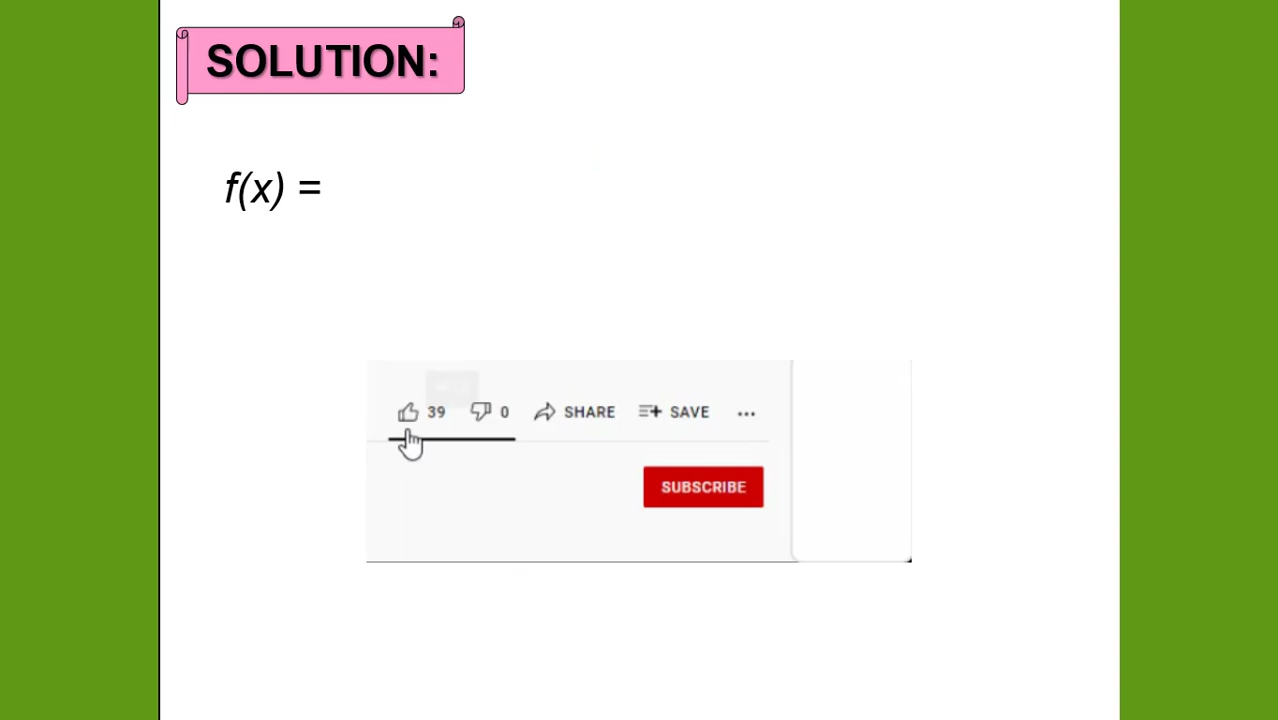 SOLUTION:
f(x) =
39 0 SHARE SAVE ...
SUBSCRIBE